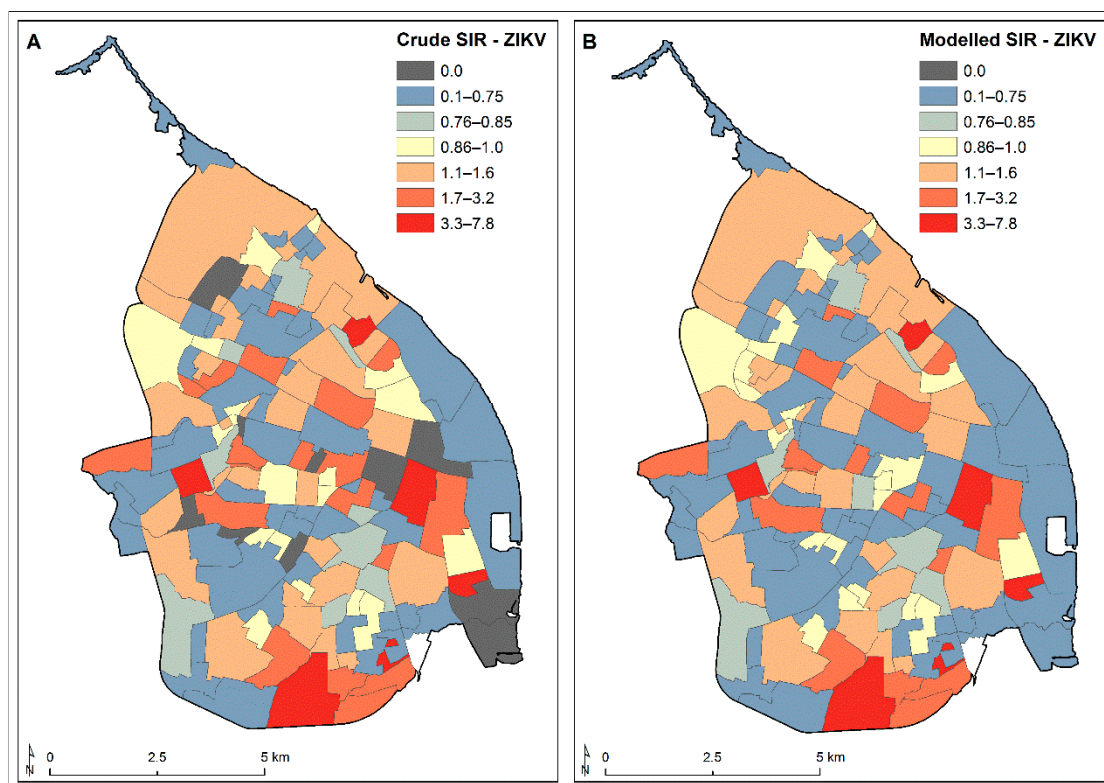 A
Crude SIR - ZIKV
0.0
0.1–0.75
0.76–0.85
0.86–1.0
1.1–1.6
1.7–3.2
3.3–7.8
N
0 2.5 5 km
B
Modelled SIR - ZIKV
0.0
0.1–0.75
0.76–0.85
0.86–1.0
1.1–1.6
1.7–3.2
3.3–7.8
N
0 2.5 5 km